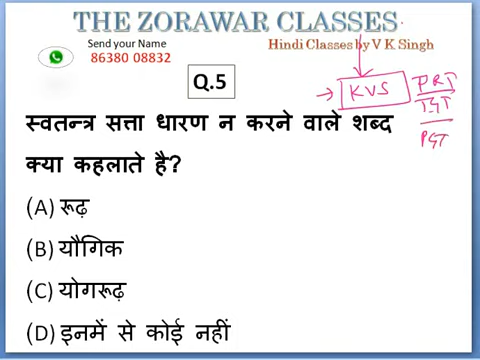 THE ZORAWAR CLASSES
Send your Name
Hindi Classes by V K Singh
86380 08832
Q.5
KVS
PRT
TGT
PGT
स्वतन्त्र सत्ता धारण न करने वाले शब्द
क्या कहलाते है?
(A) रूढ़
(B) यौगिक
(C) योगरूढ़
(D) इनमें से कोई नहीं